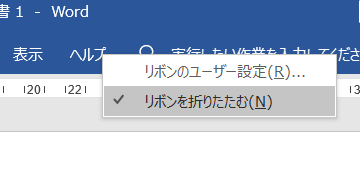 書 1 - Word
表示 ヘルプ 実行したい作業を入力してくださ
リボンのユーザー設定(R)...
|20| |22|
✓ リボンを折りたたむ(N)